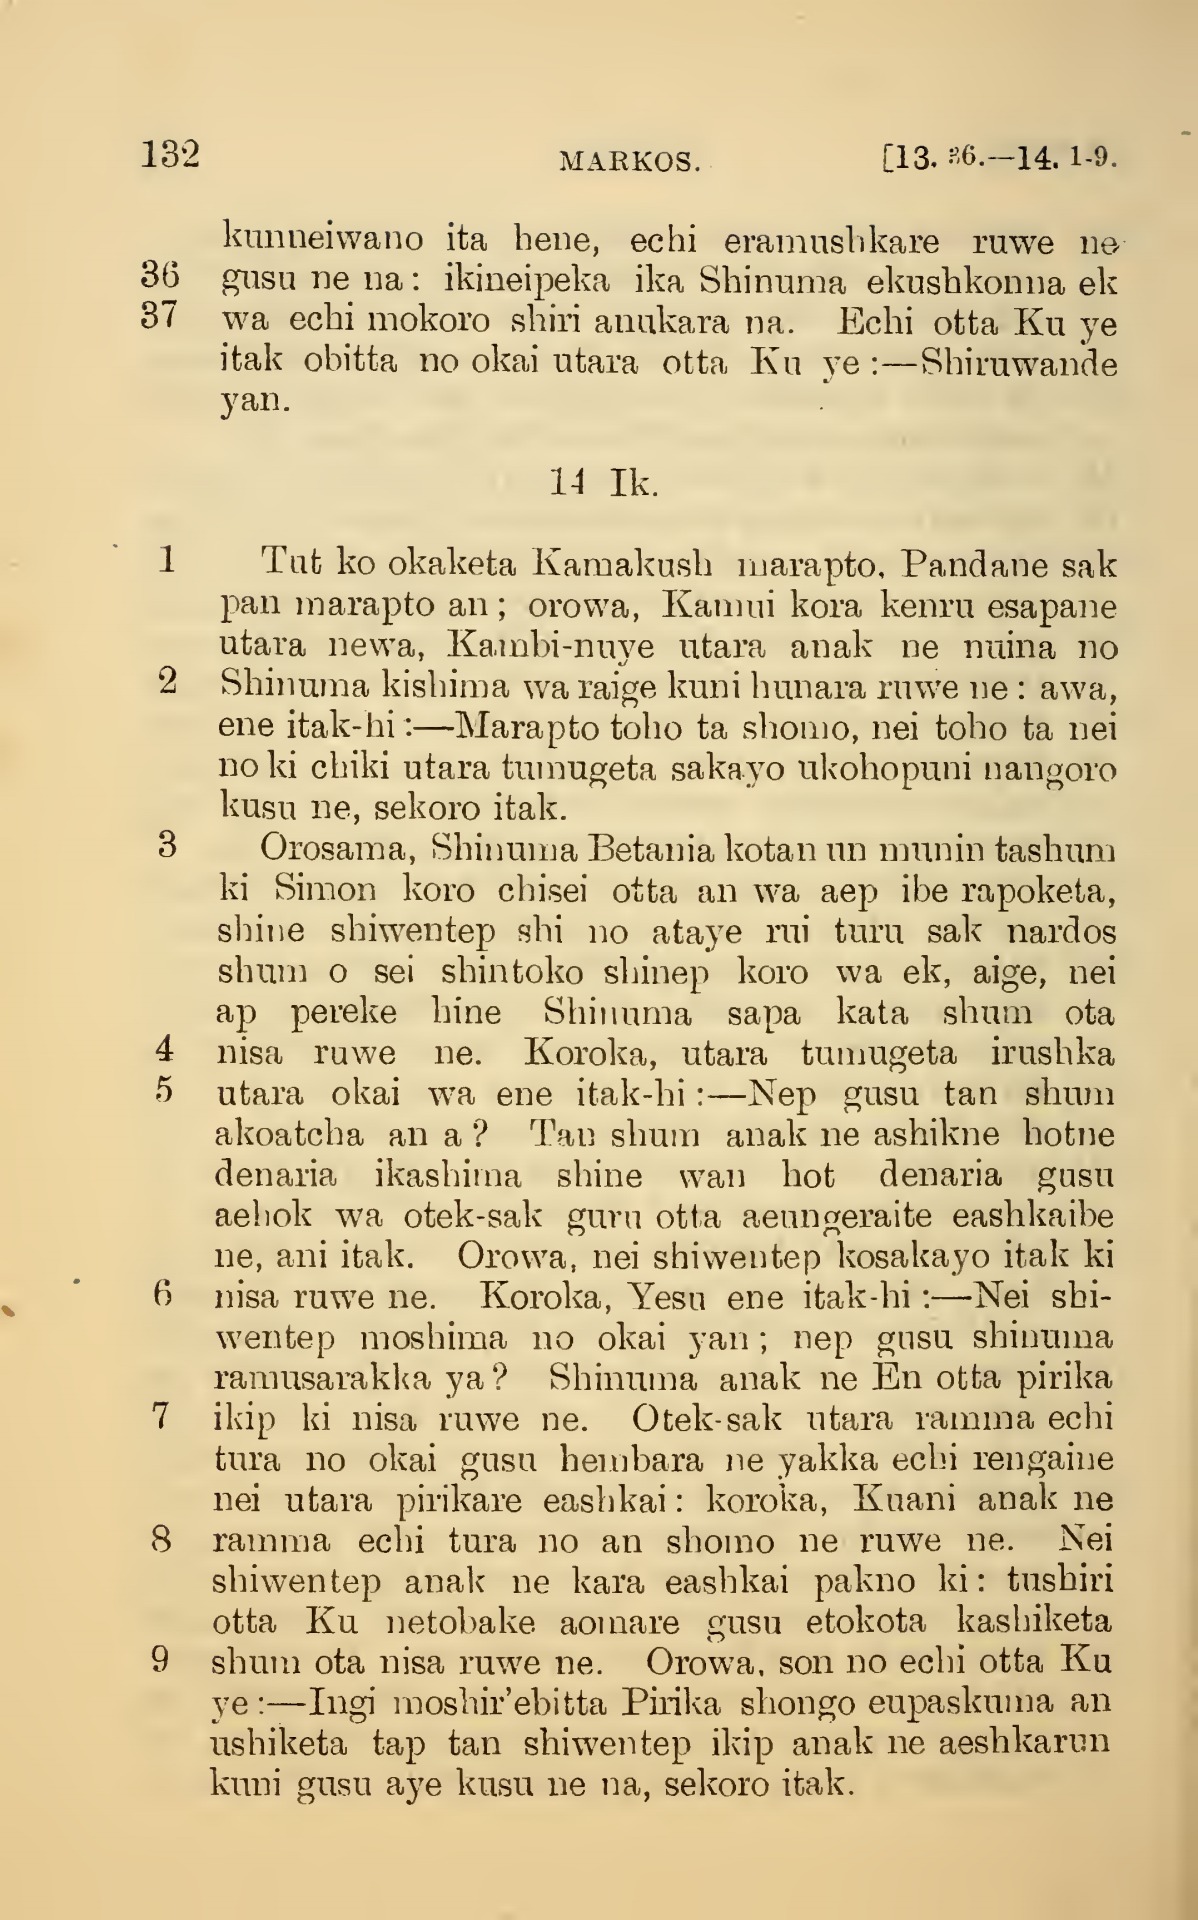 132 MARKOS. [13. 36.—14. 1-9.
kunneiwano ita hene, echi eramushkare ruwe ne
36 gusu ne na: ikineipeka ika Shinuma ekushkonna ek
37 wa echi mokoro shiri anukara na. Echi otta Ku ye
itak obitta no okai utara otta Ku ye:—Shiruwande
yan.
14 Ik.
1 Tut ko okaketa Kamakush marapto, Pandane sak
pan marapto an; orowa, Kamui kora kenru esapane
utara newa, Kambi-nuye utara anak ne nuina no
2 Shinuma kishima wa raige kuni hunara ruwe ne: awa,
ene itak-hi:—Marapto toho ta shomo, nei toho ta nei
no ki chiki utara tumugeta sakayo ukohopuni nangoro
kusu ne, sekoro itak.
3 Orosama, Shinuma Betania kotan un munin tashum
ki Simon koro chisei otta an wa aep ibe rapoketa,
shine shiwentep shi no ataye rui turu sak nardos
shum o sei shintoko shinep koro wa ek, aige, nei
ap pereke hine Shinuma sapa kata shum ota
4 nisa ruwe ne. Koroka, utara tumugeta irushka
5 utara okai wa ene itak-hi:—Nep gusu tan shum
akoatcha an a? Tan shum anak ne ashikne hotne
denaria ikashima shine wan hot denaria gusu
aehok wa otek-sak guru otta aeungeraite eashkaibe
ne, ani itak. Orowa, nei shiwentep kosakayo itak ki
6 nisa ruwe ne. Koroka, Yesu ene itak-hi:—Nei shi-
wentep moshima no okai yan; nep gusu shinuma
ramusarakka ya? Shinuma anak ne En otta pirika
7 ikip ki nisa ruwe ne. Otek-sak utara ramma echi
tura no okai gusu hembara ne yakka echi rengaine
nei utara pirikare eashkai: koroka, Kuani anak ne
8 ramma echi tura no an shomo ne ruwe ne. Nei
shiwentep anak ne kara eashkai pakno ki: tushiri
otta Ku netobake aomare gusu etokota kashiketa
9 shum ota nisa ruwe ne. Orowa, son no echi otta Ku
ye:—Ingi moshir'ebitta Pirika shongo eupaskuma an
ushiketa tap tan shiwentep ikip anak ne aeshkarun
kuni gusu aye kusu ne na, sekoro itak.